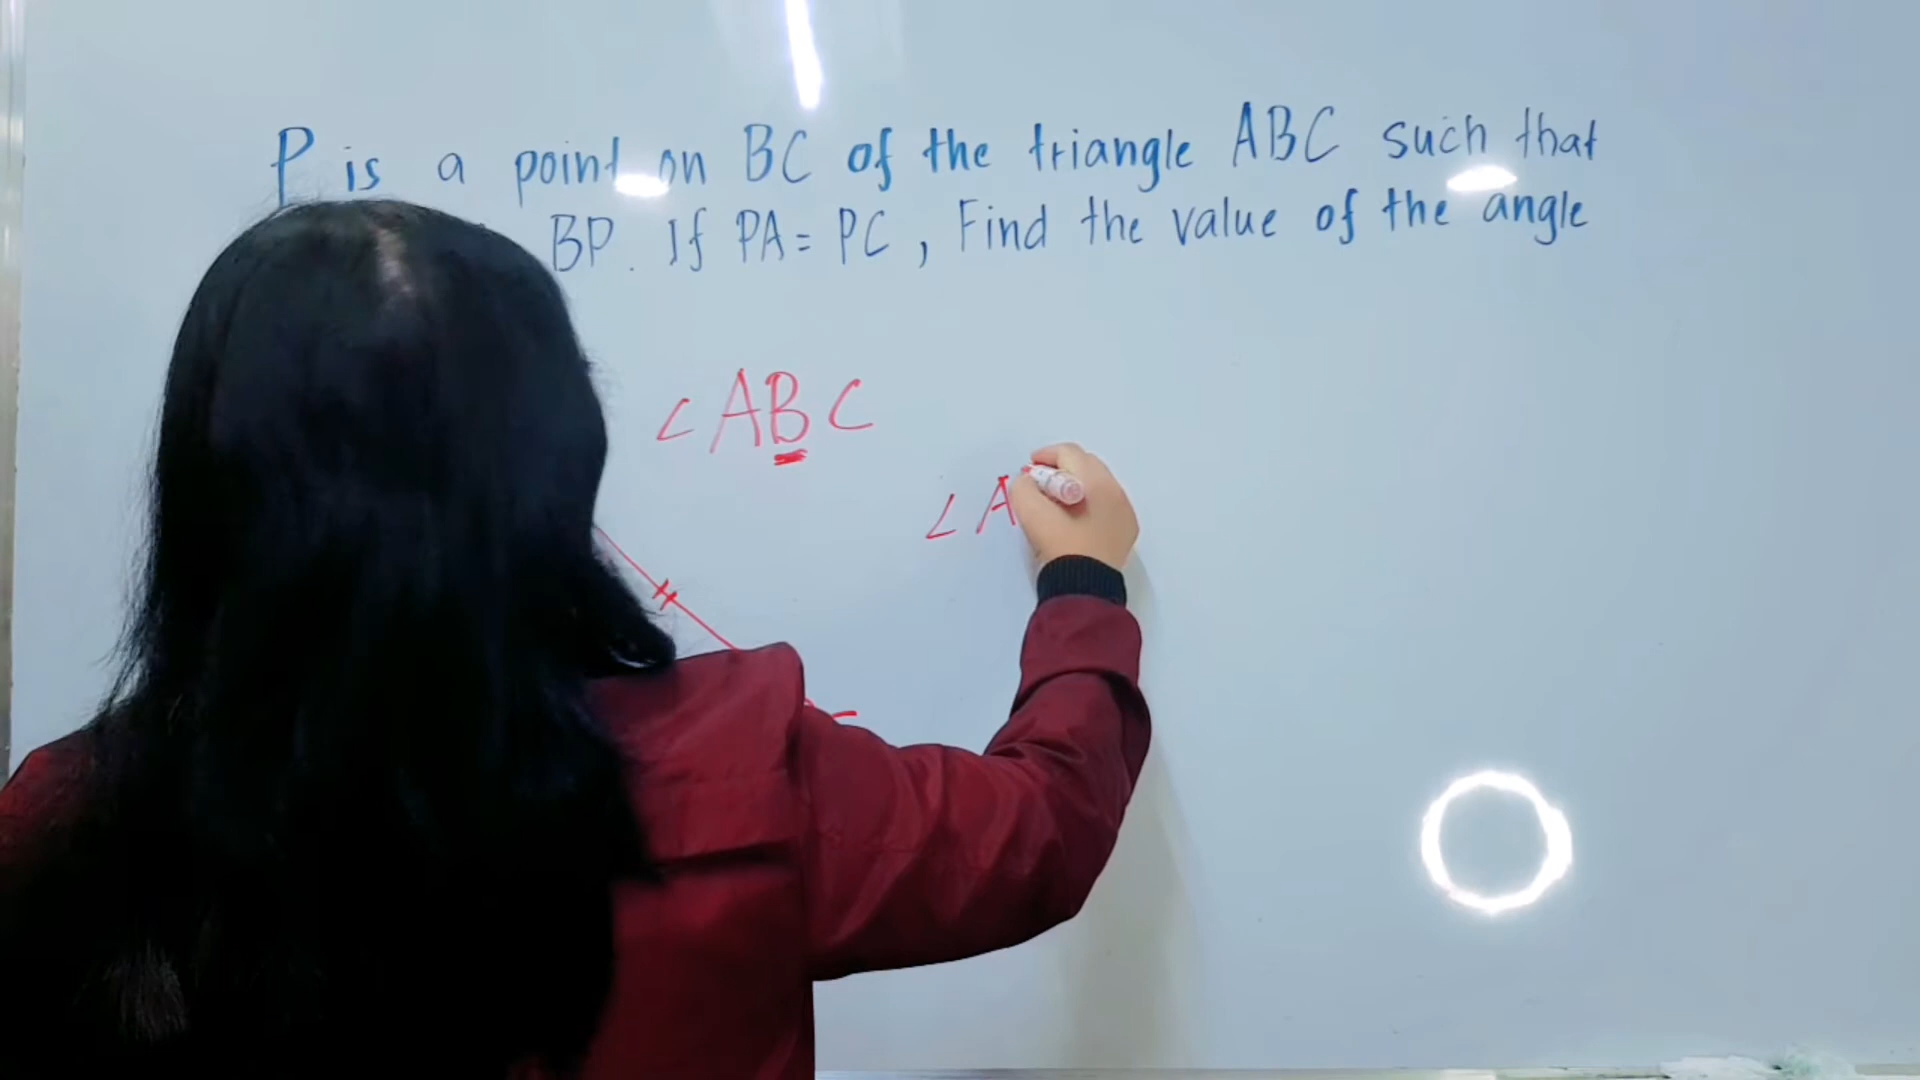 P is a point on BC of the triangle ABC such that
BP. If PA = PC, Find the value of the angle
∠ABC
∠A